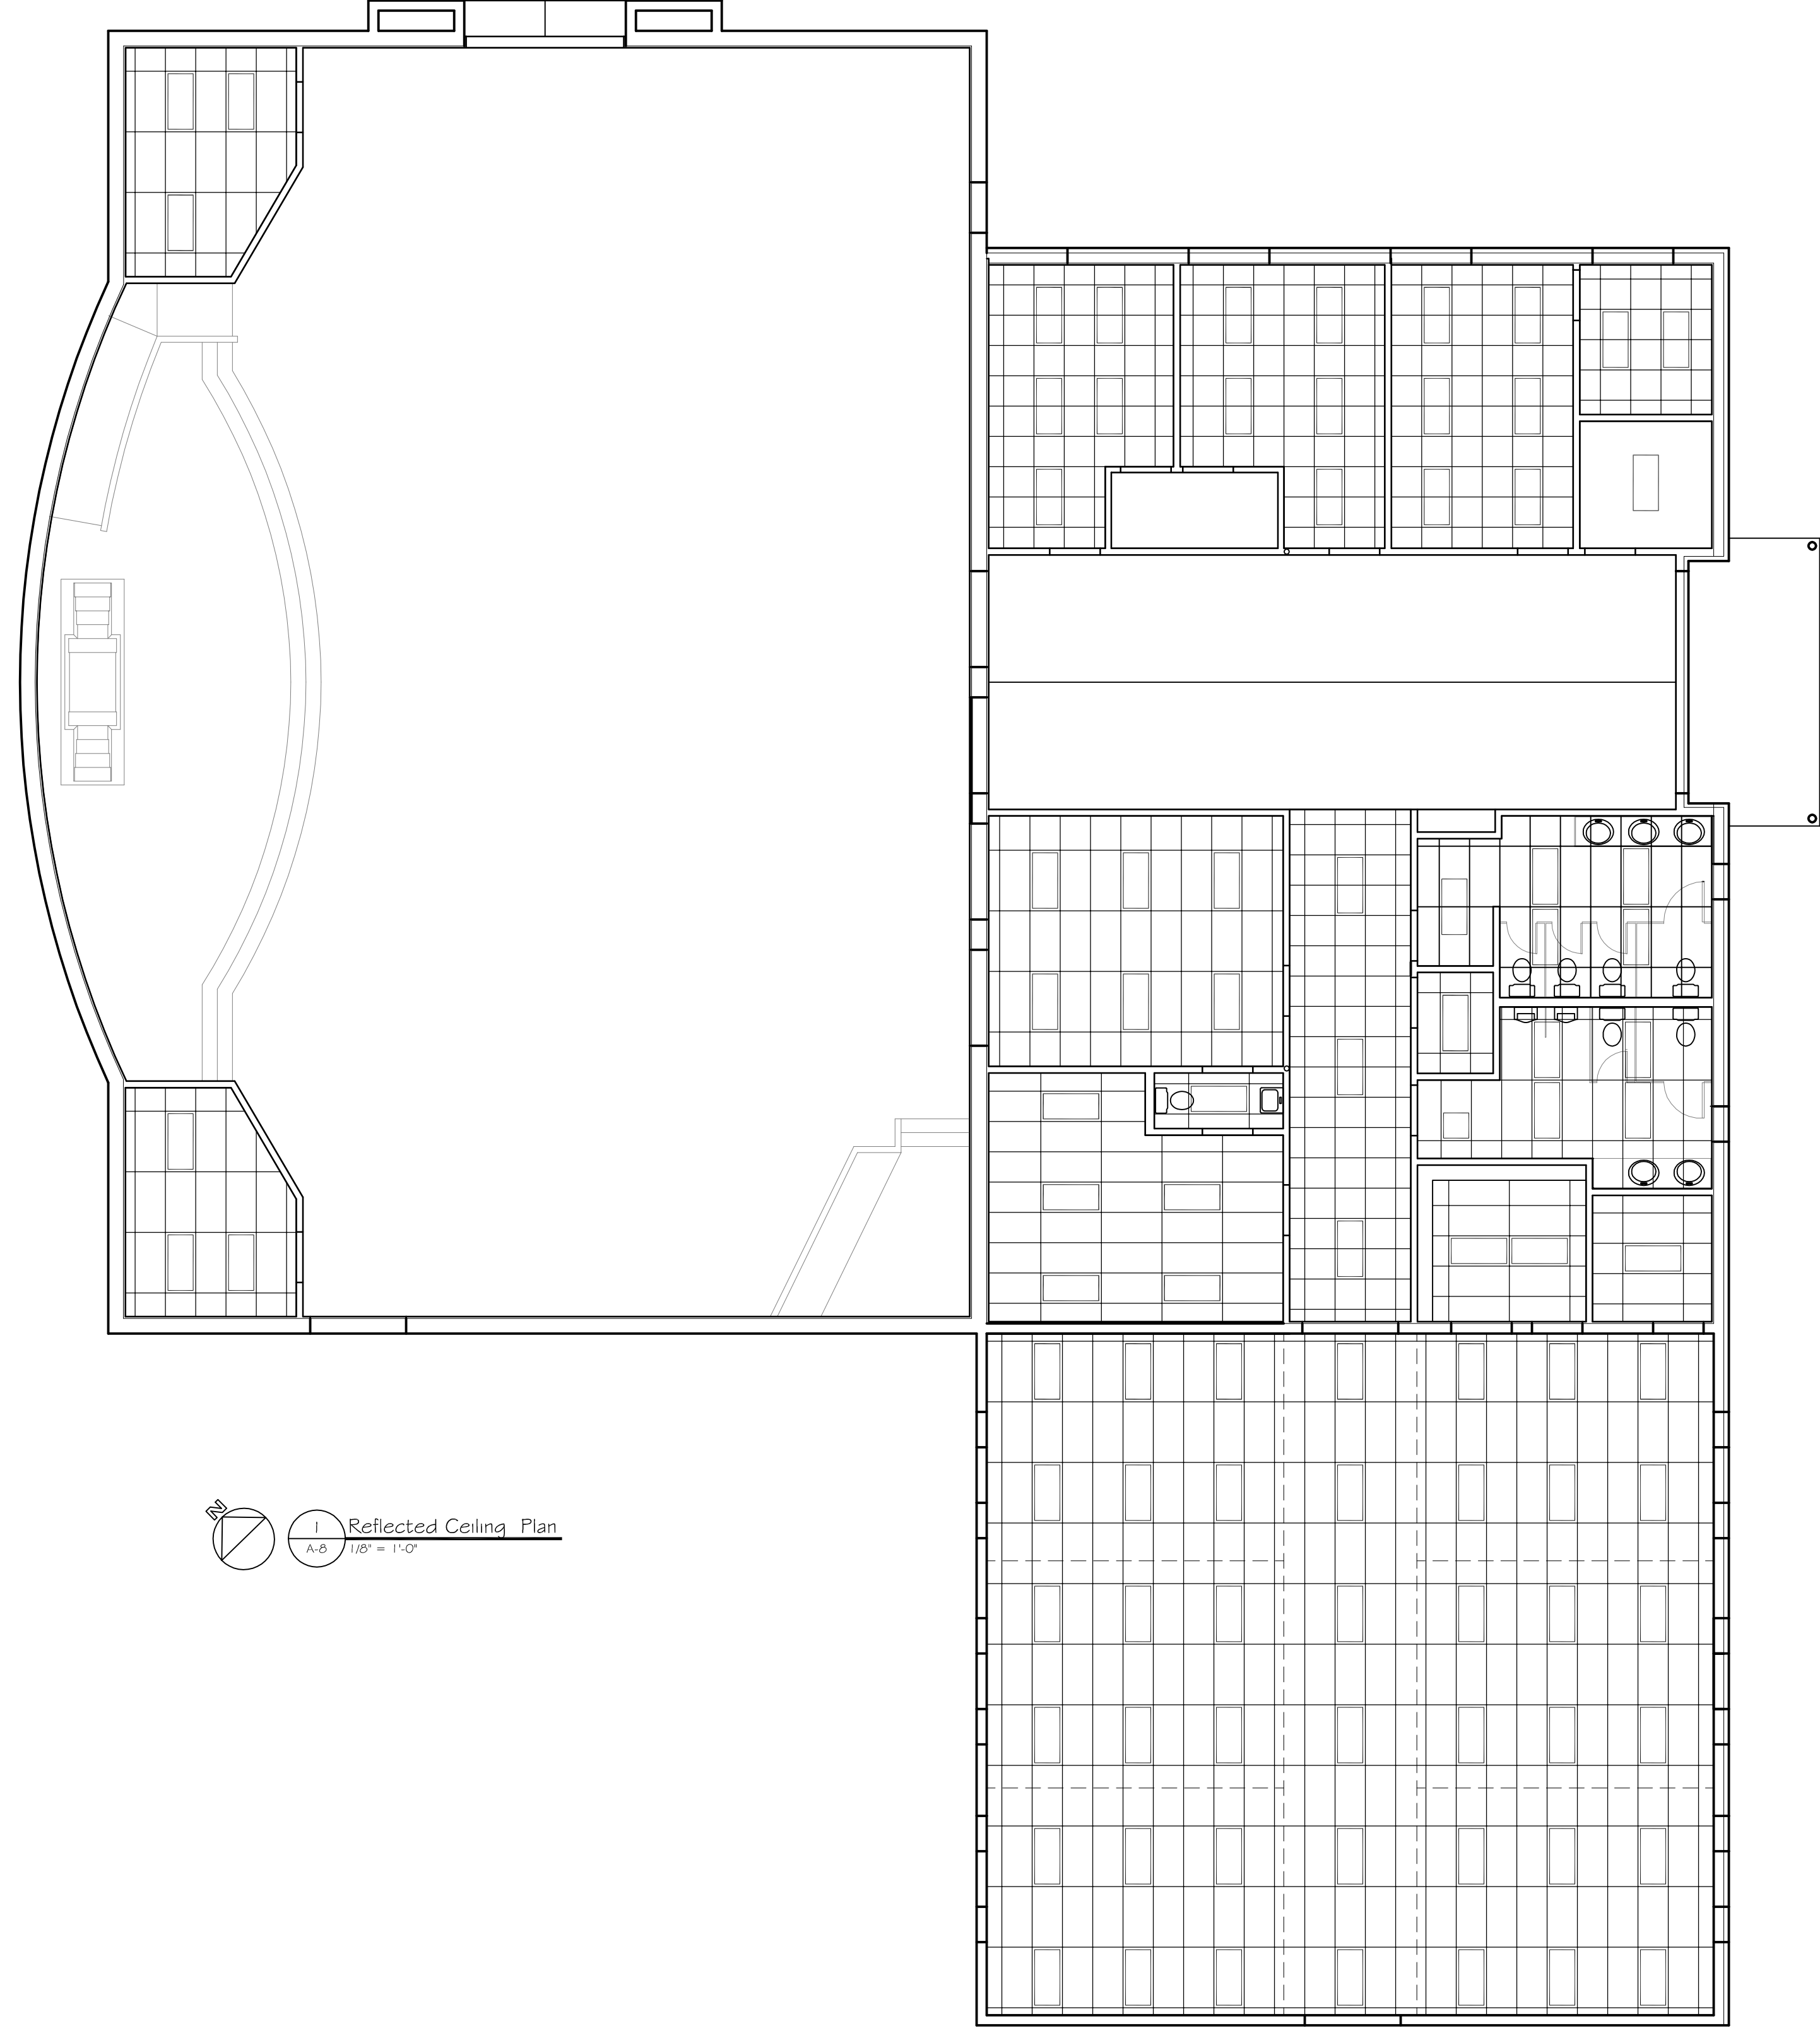 N
1
Reflected Ceiling Plan
A-8
1/8" = 1'-0"